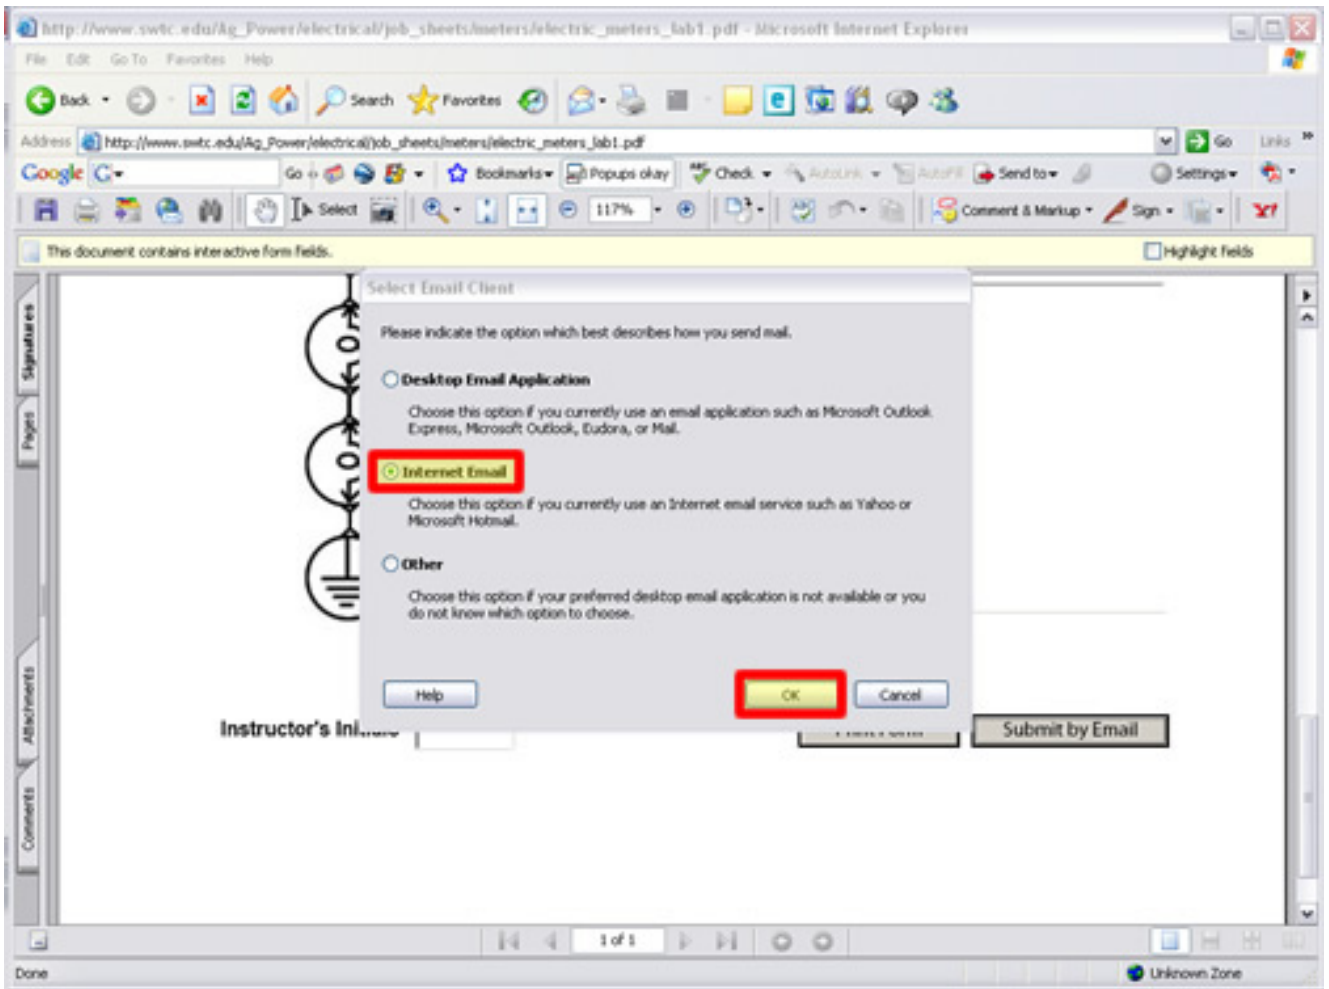 http://www.swtc.edu/Ag_Power/electrical/job_sheets/meters/electric_meters_lab1.pdf - Microsoft Internet Explorer
File Edit Go To Favorites Help
Back Search Favorites
Address http://www.swtc.edu/Ag_Power/electrical/job_sheets/meters/electric_meters_lab1.pdf Go Links »
Google G Go Bookmarks Popups okay Check AutoLink AutoFill Send to Settings
Select 117% Comment & Markup Sign Y!
This document contains interactive form fields. Highlight fields
Signatures
Pages
Attachments
Comments
Select Email Client
Please indicate the option which best describes how you send mail.
Desktop Email Application
Choose this option if you currently use an email application such as Microsoft Outlook
Express, Microsoft Outlook, Eudora, or Mail.
Internet Email
Choose this option if you currently use an Internet email service such as Yahoo or
Microsoft Hotmail.
Other
Choose this option if your preferred desktop email application is not available or you
do not know which option to choose.
Help OK Cancel
Instructor's Submit by Email
1 of 1
Done Unknown Zone